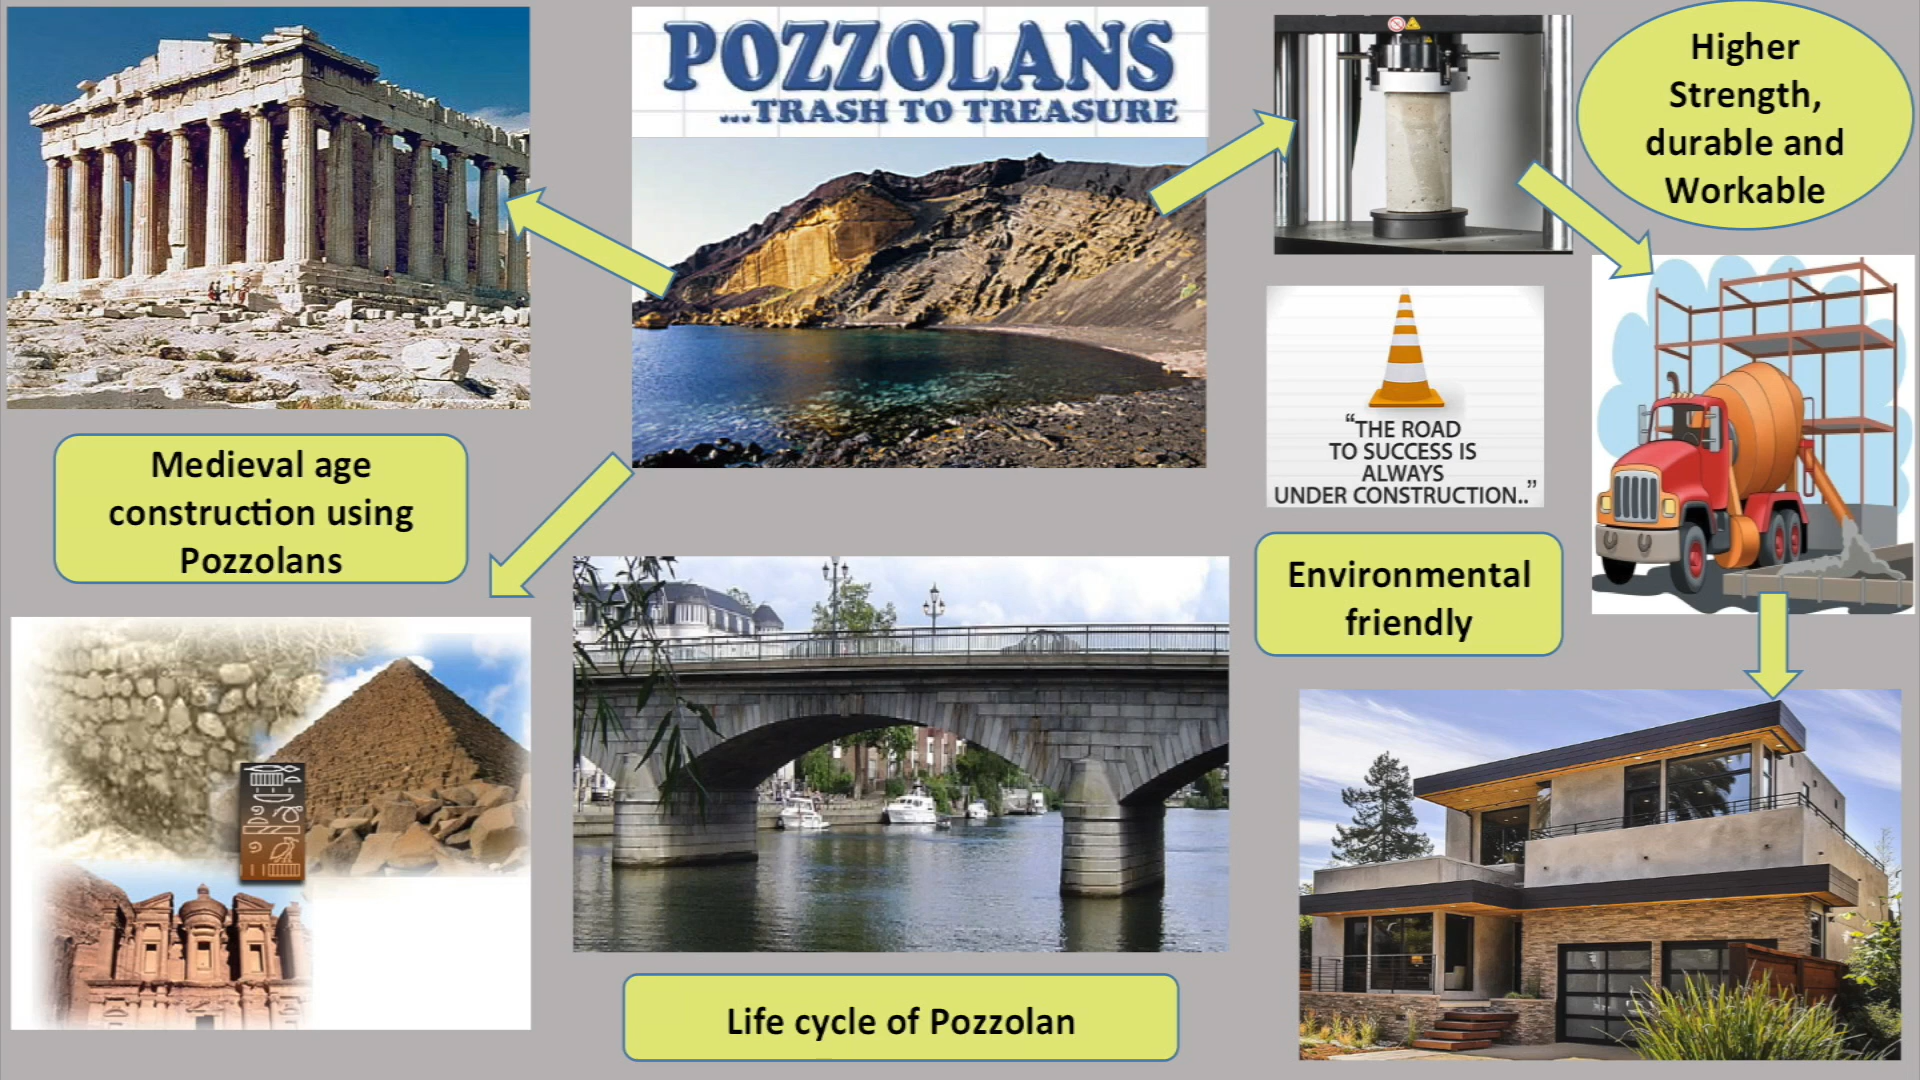 POZZOLANS
...TRASH TO TREASURE
Higher
Strength,
durable and
Workable
“THE ROAD
TO SUCCESS IS
ALWAYS
UNDER CONSTRUCTION..”
Medieval age
construction using
Pozzolans
Environmental
friendly
Life cycle of Pozzolan